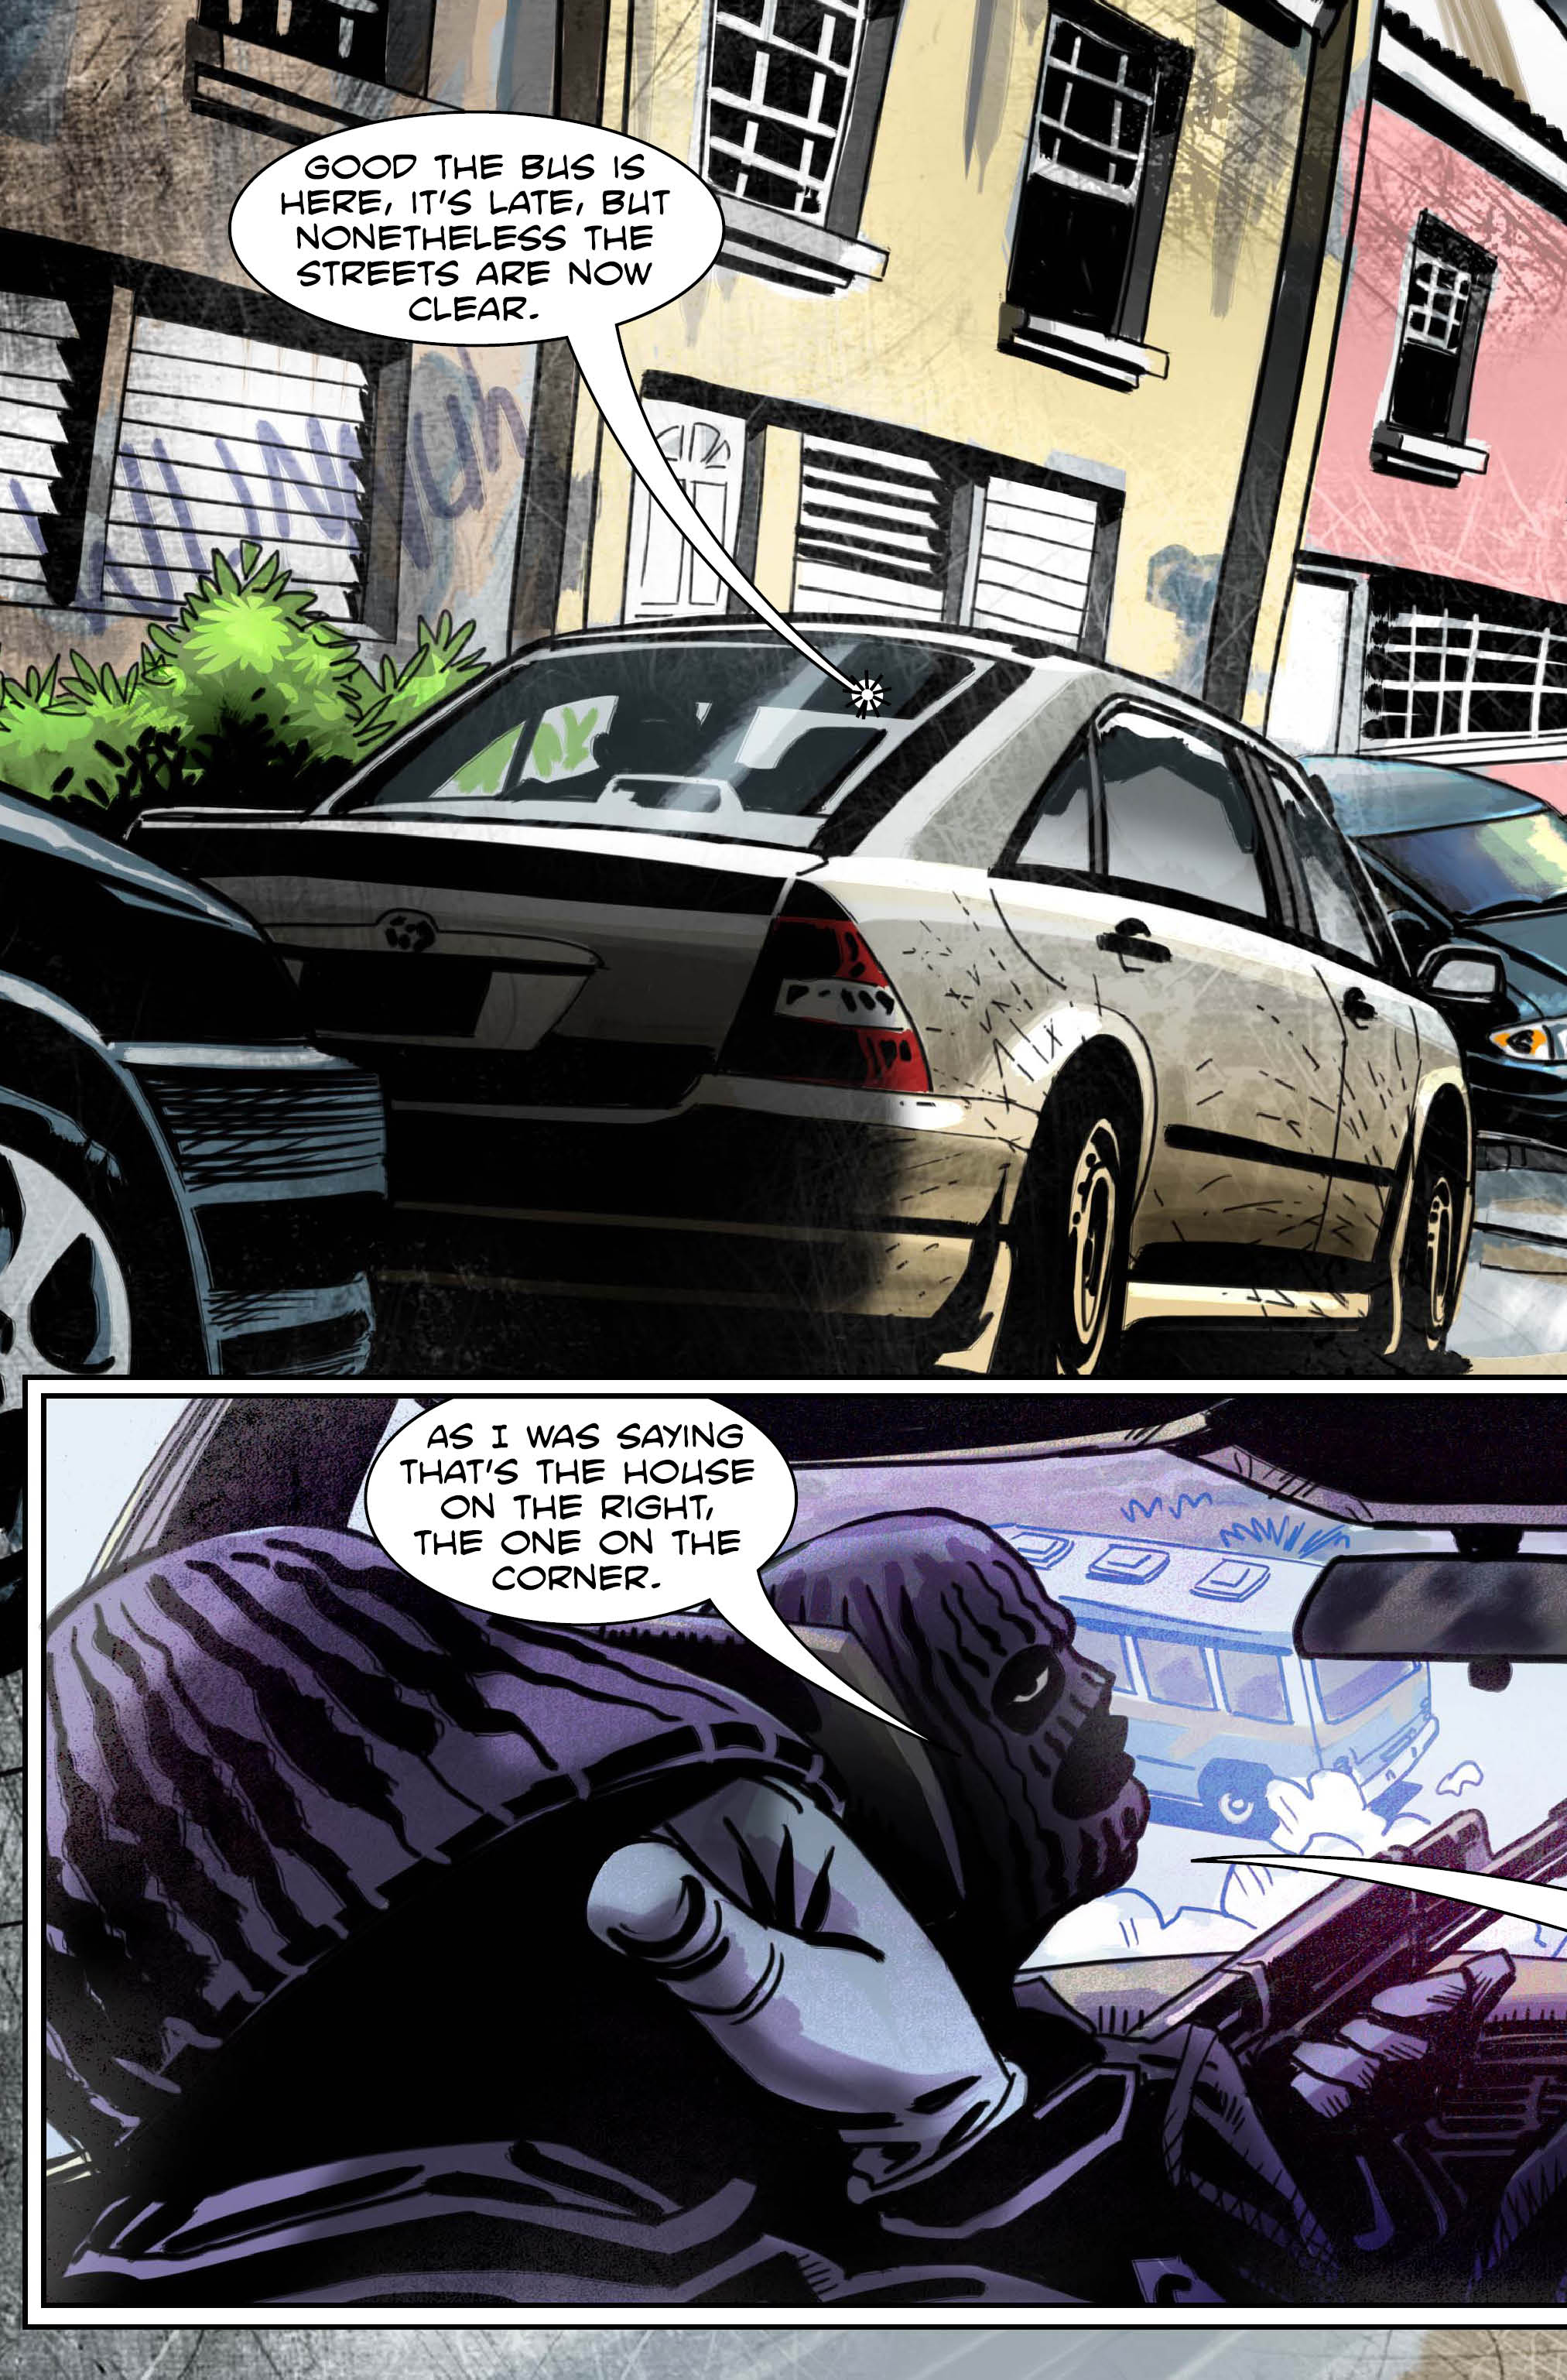 GOOD THE BUS IS
HERE, IT'S LATE, BUT
NONETHELESS THE
STREETS ARE NOW
CLEAR.
AS I WAS SAYING
THAT'S THE HOUSE
ON THE RIGHT,
THE ONE ON THE
CORNER.